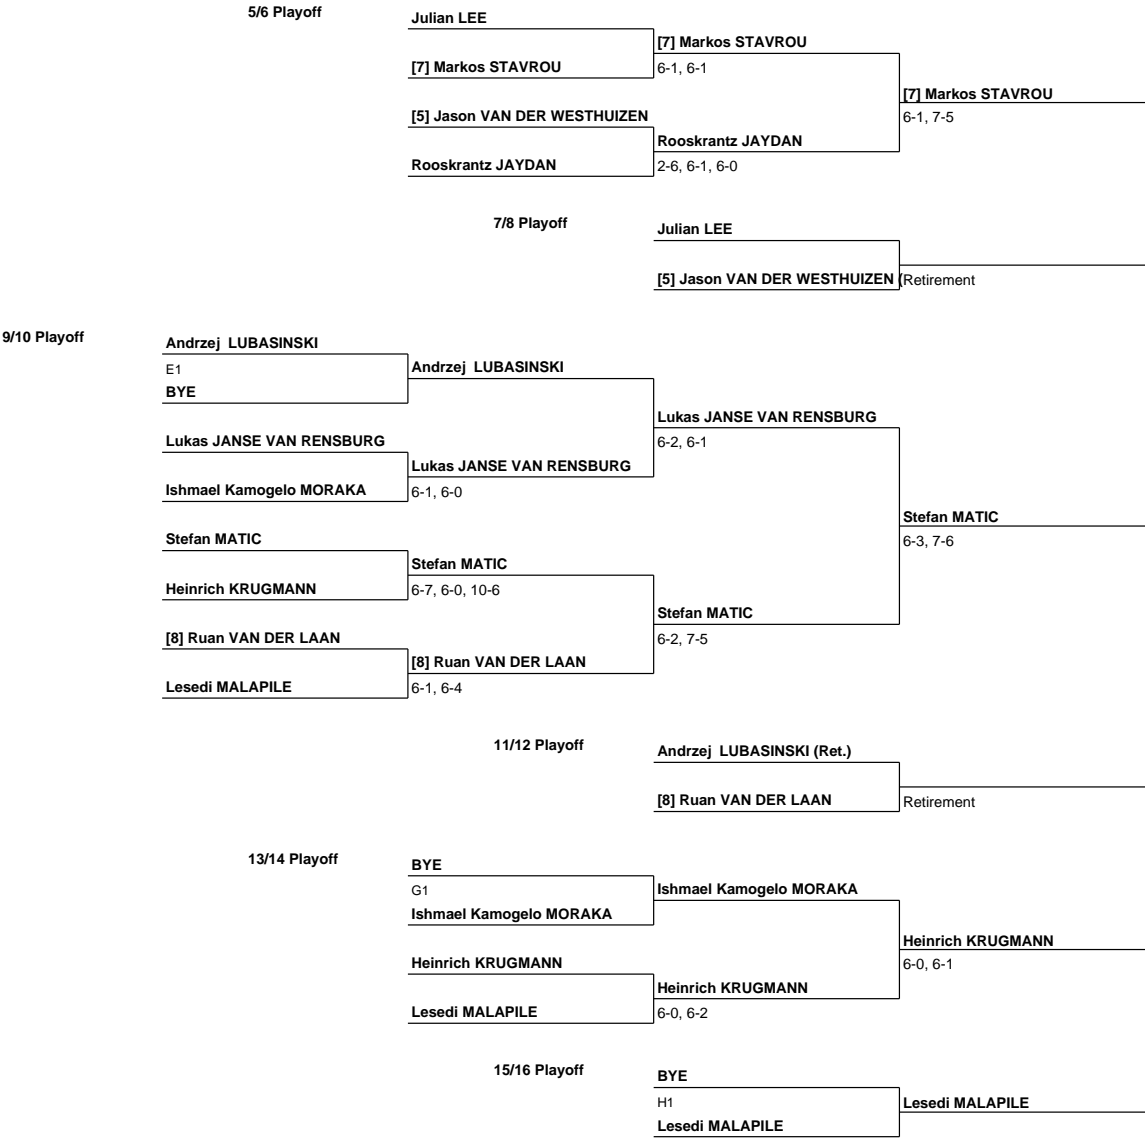 5/6 Playoff
Julian LEE
[7] Markos STAVROU
[7] Markos STAVROU
6-1, 6-1
[7] Markos STAVROU
6-1, 7-5
[5] Jason VAN DER WESTHUIZEN
Rooskrantz JAYDAN
Rooskrantz JAYDAN
2-6, 6-1, 6-0
7/8 Playoff
Julian LEE
[5] Jason VAN DER WESTHUIZEN (
Retirement
9/10 Playoff
Andrzej LUBASINSKI
E1
Andrzej LUBASINSKI
BYE
Lukas JANSE VAN RENSBURG
6-2, 6-1
Lukas JANSE VAN RENSBURG
Lukas JANSE VAN RENSBURG
Ishmael Kamogelo MORAKA
6-1, 6-0
Stefan MATIC
6-3, 7-6
Stefan MATIC
Stefan MATIC
Heinrich KRUGMANN
6-7, 6-0, 10-6
Stefan MATIC
6-2, 7-5
[8] Ruan VAN DER LAAN
[8] Ruan VAN DER LAAN
Lesedi MALAPILE
6-1, 6-4
11/12 Playoff
Andrzej LUBASINSKI (Ret.)
[8] Ruan VAN DER LAAN
Retirement
13/14 Playoff
BYE
G1
Ishmael Kamogelo MORAKA
Ishmael Kamogelo MORAKA
Heinrich KRUGMANN
6-0, 6-1
Heinrich KRUGMANN
Heinrich KRUGMANN
Lesedi MALAPILE
6-0, 6-2
15/16 Playoff
BYE
H1
Lesedi MALAPILE
Lesedi MALAPILE